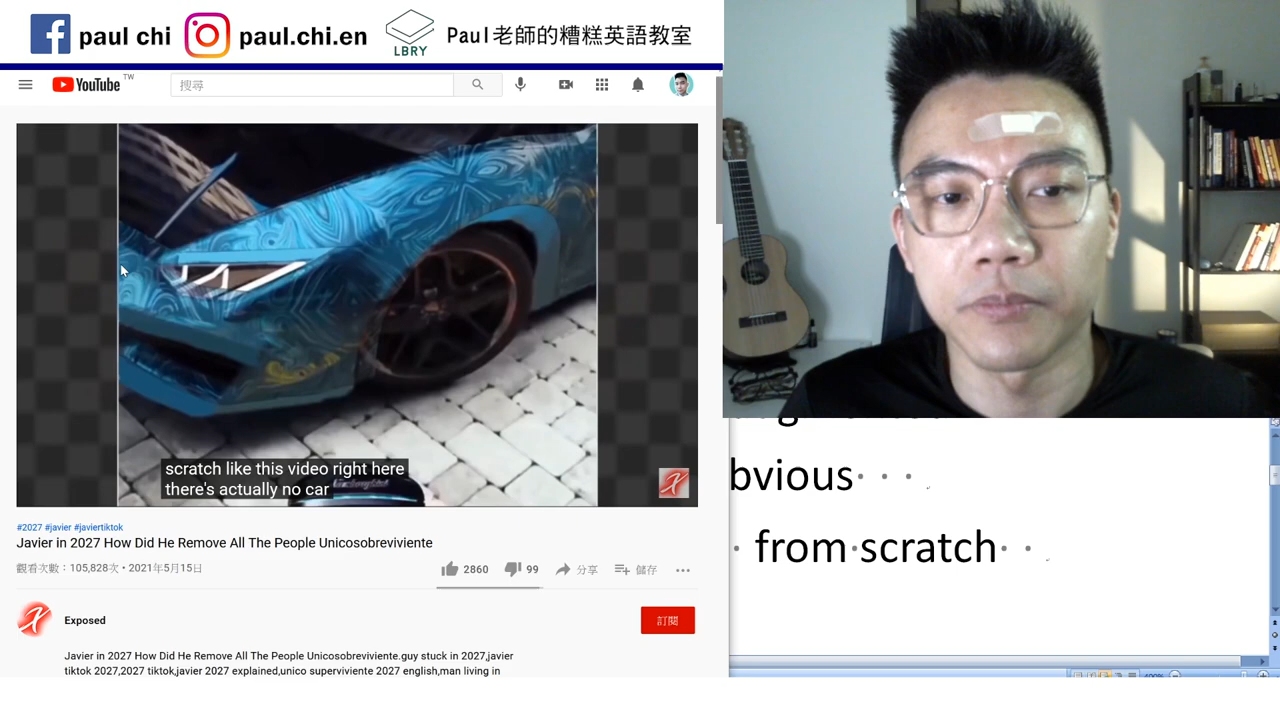 paul chi paul.chi.en LBRY Paul老師的糟糕英語教室
YouTube TW
搜尋
scratch like this video right here
there's actually no car
#2027 #javier #javiertiktok
Javier in 2027 How Did He Remove All The People Unicosobreviviente
觀看次數：105,828次 • 2021年5月15日
2860 99 分享 儲存
Exposed
訂閱
Javier in 2027 How Did He Remove All The People Unicosobreviviente.guy stuck in 2027,javier
tiktok 2027,2027 tiktok,javier 2027 explained,unico superviviente 2027 english,man living in
bvious
from scratch
400%